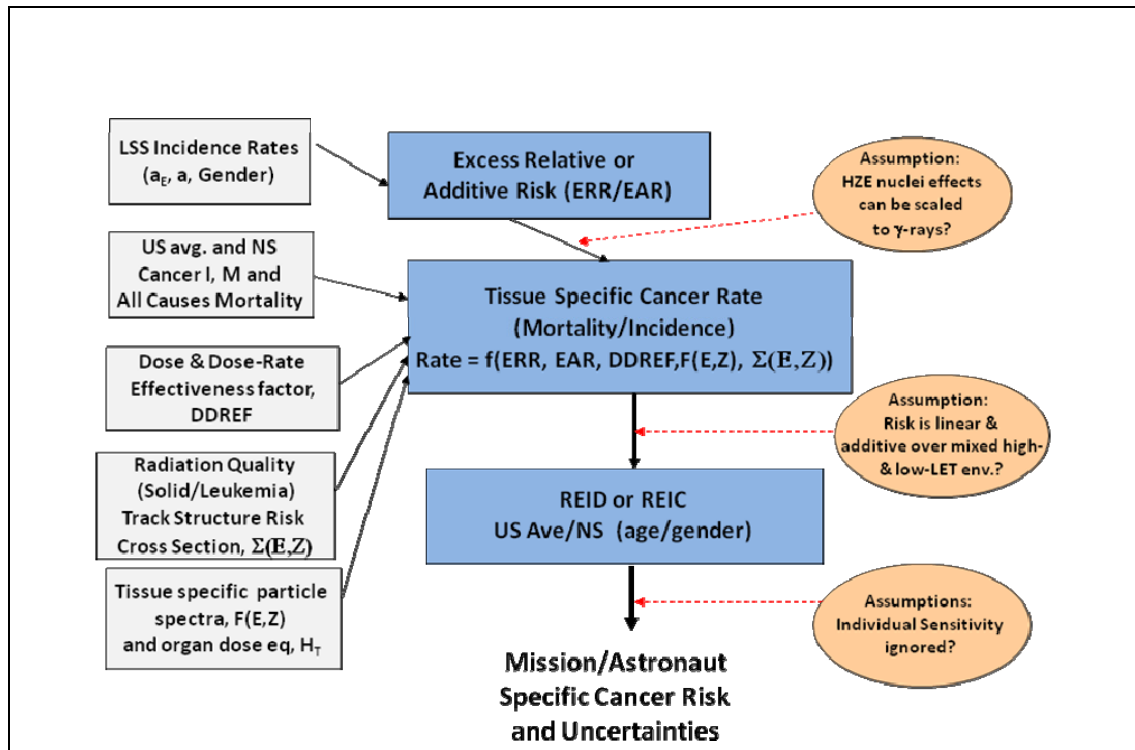 LSS Incidence Rates
(aE, a, Gender)
US avg. and NS
Cancer I, M and
All Causes Mortality
Dose & Dose-Rate
Effectiveness factor,
DDREF
Radiation Quality
(Solid/Leukemia)
Track Structure Risk
Cross Section, Σ(E,Z)
Tissue specific particle
spectra, F(E,Z)
and organ dose eq, HT
Excess Relative or
Additive Risk (ERR/EAR)
Tissue Specific Cancer Rate
(Mortality/Incidence)
Rate = f(ERR, EAR, DDREF,F(E,Z), Σ(E,Z))
REID or REIC
US Ave/NS (age/gender)
Mission/Astronaut
Specific Cancer Risk
and Uncertainties
Assumption:
HZE nuclei effects
can be scaled
to γ-rays?
Assumption:
Risk is linear &
additive over mixed high-
& low-LET env.?
Assumptions:
Individual Sensitivity
ignored?